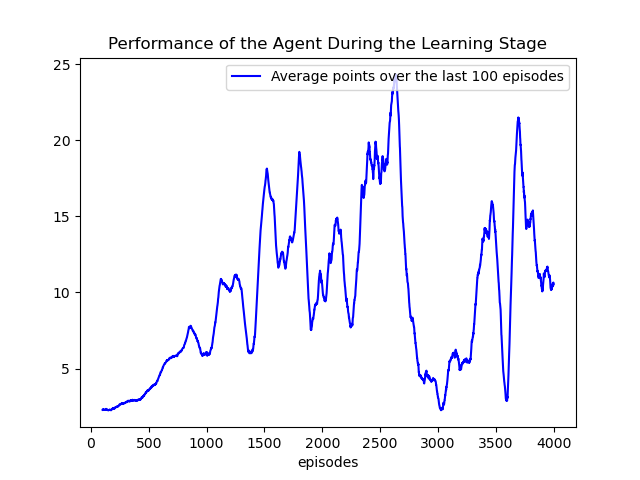 Performance of the Agent During the Learning Stage
Average points over the last 100 episodes
25
20
15
10
5
0 500 1000 1500 2000 2500 3000 3500 4000
episodes